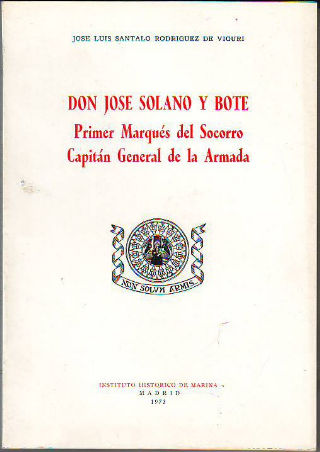 JOSE LUIS SANTALO RODRIGUEZ DE VIGURI
DON JOSE SOLANO Y BOTE
Primer Marqués del Socorro
Capitán General de la Armada
NON SOLVM ARMIS
INSTITUTO HISTORICO DE MARINA
MADRID
1973